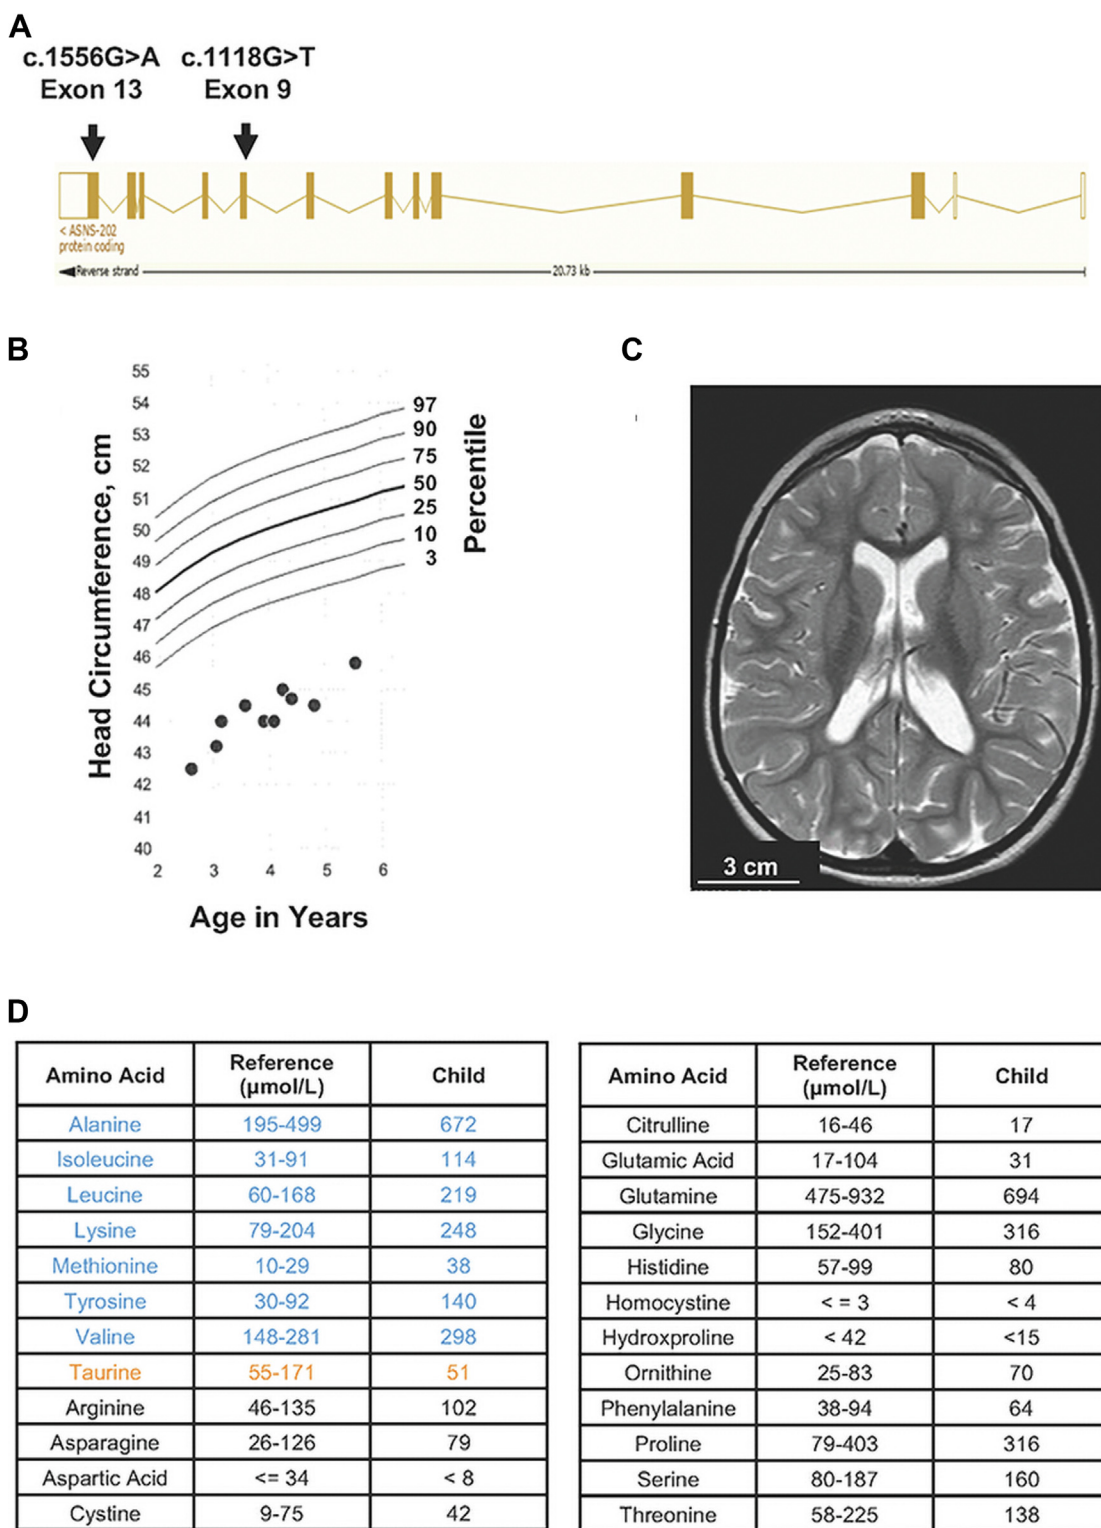 A
c.1556G>A c.1118G>T
Exon 13 Exon 9
< ASNS-202
protein coding
Reverse strand 20.73 kb
B
55
54
53
52
51
50
49
48
47
46
45
44
43
42
41
40
2 3 4 5 6
97
90
75
50
25
10
3
Head Circumference, cm
Percentile
Age in Years
C
3 cm
D
Amino Acid Reference (µmol/L) Child
Alanine 195-499 672
Isoleucine 31-91 114
Leucine 60-168 219
Lysine 79-204 248
Methionine 10-29 38
Tyrosine 30-92 140
Valine 148-281 298
Taurine 55-171 51
Arginine 46-135 102
Asparagine 26-126 79
Aspartic Acid <= 34 < 8
Cystine 9-75 42
Amino Acid Reference (µmol/L) Child
Citrulline 16-46 17
Glutamic Acid 17-104 31
Glutamine 475-932 694
Glycine 152-401 316
Histidine 57-99 80
Homocystine < = 3 < 4
Hydroxproline < 42 <15
Ornithine 25-83 70
Phenylalanine 38-94 64
Proline 79-403 316
Serine 80-187 160
Threonine 58-225 138